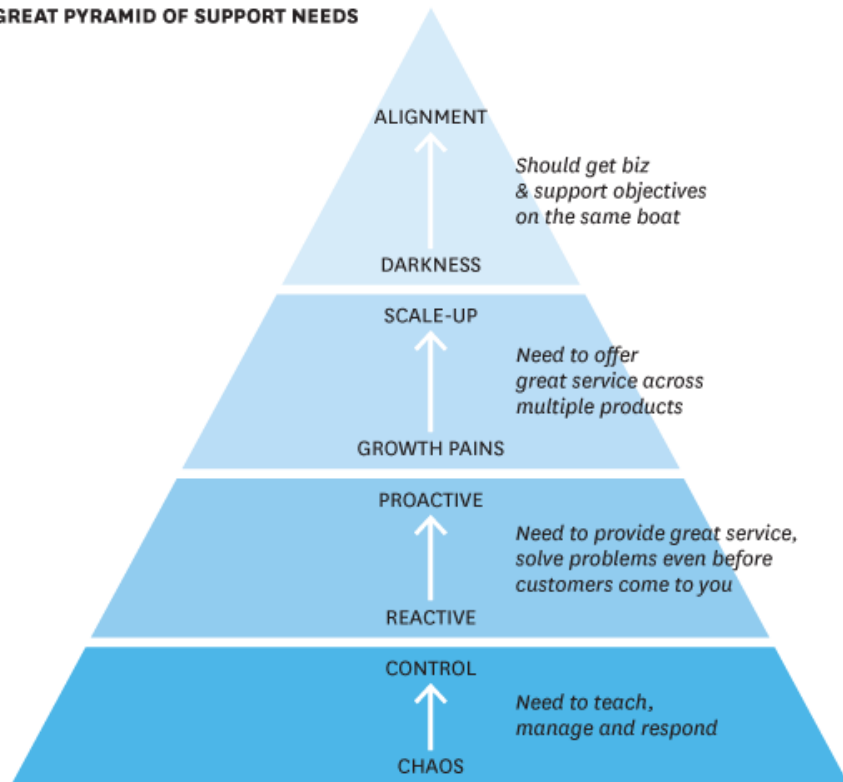 GREAT PYRAMID OF SUPPORT NEEDS
ALIGNMENT
Should get biz
& support objectives
on the same boat
DARKNESS
SCALE-UP
Need to offer
great service across
multiple products
GROWTH PAINS
PROACTIVE
Need to provide great service,
solve problems even before
customers come to you
REACTIVE
CONTROL
Need to teach,
manage and respond
CHAOS